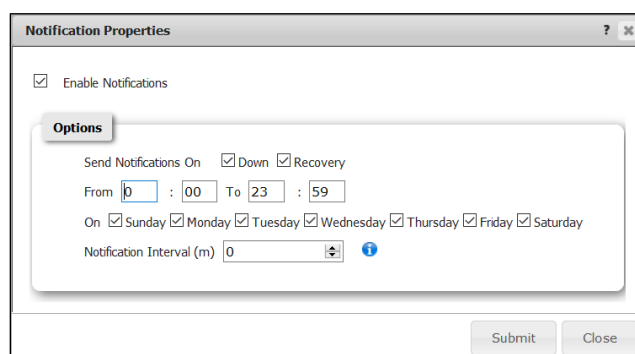 Notification Properties ? ×
Enable Notifications
Options
Send Notifications On Down Recovery
From 0 : 00 To 23 : 59
On Sunday Monday Tuesday Wednesday Thursday Friday Saturday
Notification Interval (m) 0 i
Submit Close